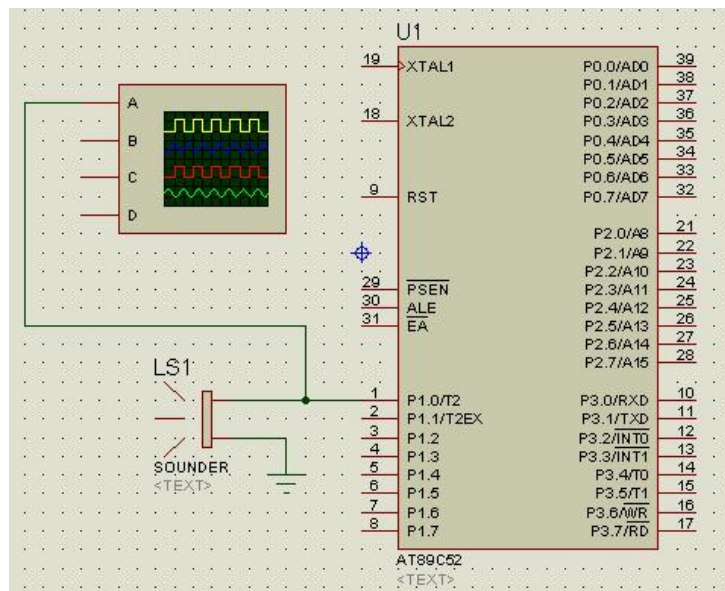 U1
A
B
C
D
19 XTAL1
18 XTAL2
9 RST
29 PSEN
30 ALE
31 EA
1 P1.0/T2
2 P1.1/T2EX
3 P1.2
4 P1.3
5 P1.4
6 P1.5
7 P1.6
8 P1.7
P0.0/AD0 39
P0.1/AD1 38
P0.2/AD2 37
P0.3/AD3 36
P0.4/AD4 35
P0.5/AD5 34
P0.6/AD6 33
P0.7/AD7 32
P2.0/A8 21
P2.1/A9 22
P2.2/A10 23
P2.3/A11 24
P2.4/A12 25
P2.5/A13 26
P2.6/A14 27
P2.7/A15 28
P3.0/RXD 10
P3.1/TXD 11
P3.2/INT0 12
P3.3/INT1 13
P3.4/T0 14
P3.5/T1 15
P3.6/WR 16
P3.7/RD 17
LS1
SOUNDER
<TEXT>
AT89C52
<TEXT>